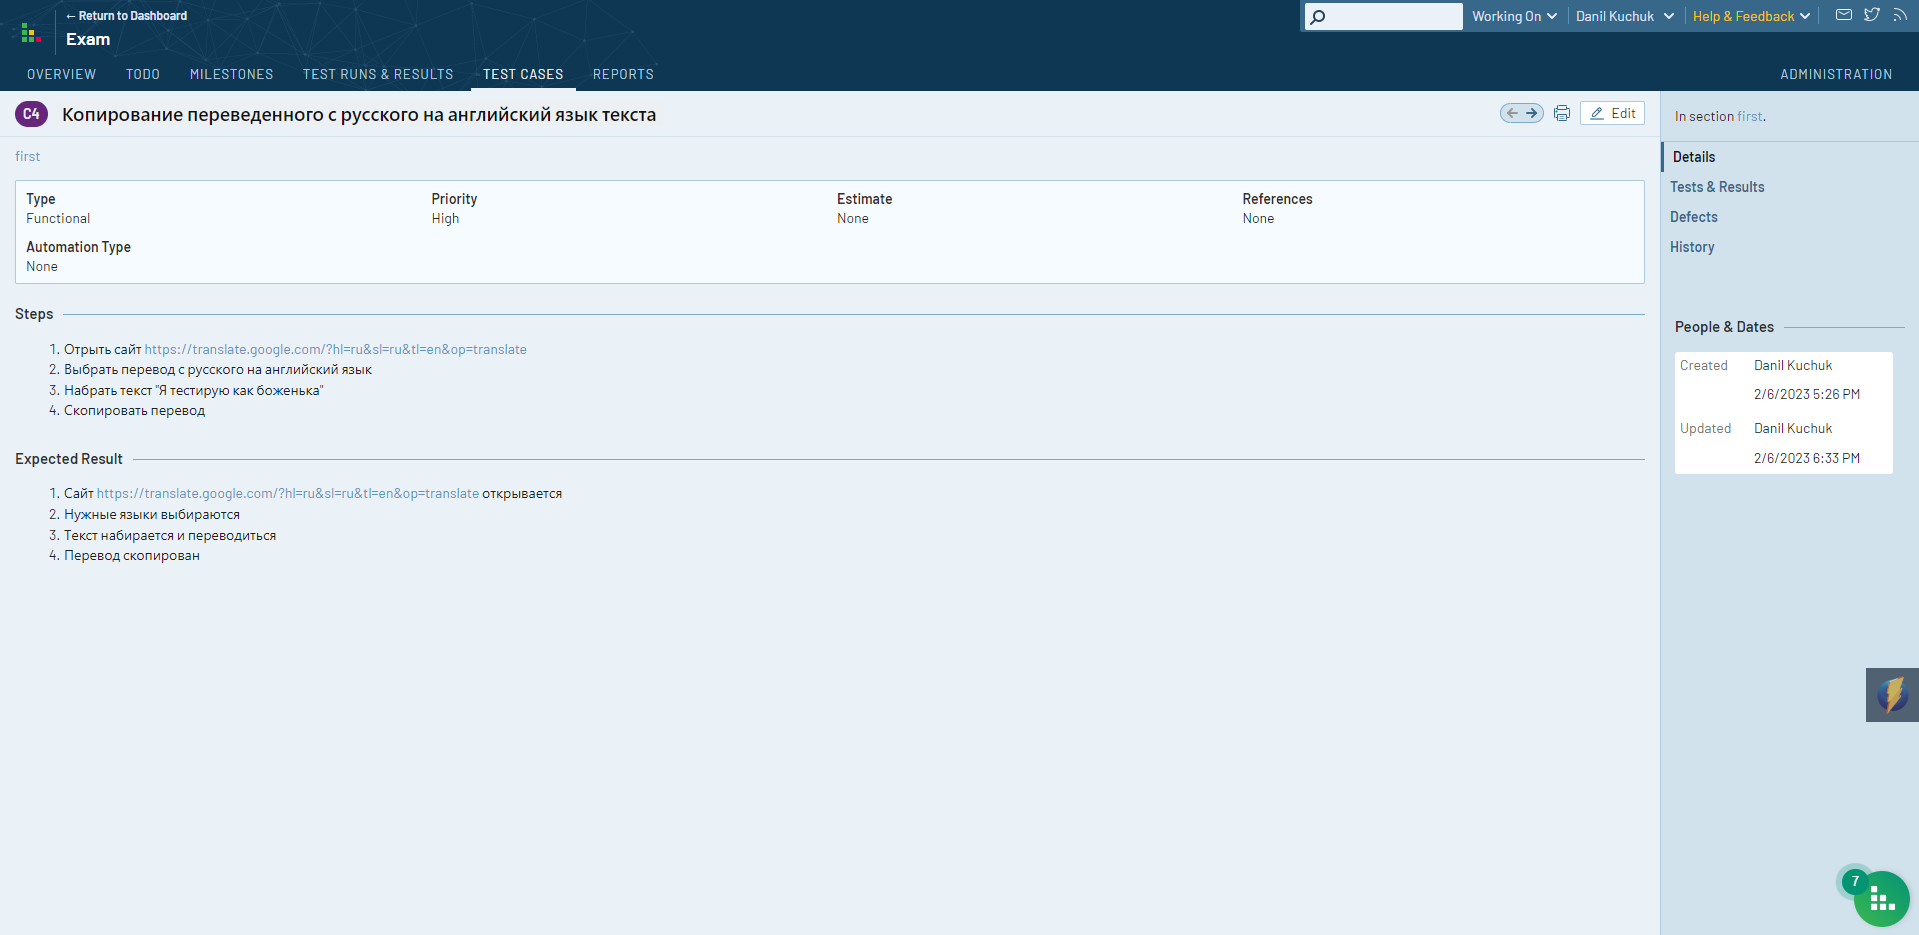 ← Return to Dashboard
Exam
Working On
Danil Kuchuk
Help & Feedback
OVERVIEW TODO MILESTONES TEST RUNS & RESULTS TEST CASES REPORTS ADMINISTRATION
C4 Копирование переведенного с русского на английский язык текста
Edit
first
Type Priority Estimate References
Functional High None None
Automation Type
None
Steps
1. Отрыть сайт https://translate.google.com/?hl=ru&sl=ru&tl=en&op=translate
2. Выбрать перевод с русского на английский язык
3. Набрать текст "Я тестирую как боженька"
4. Скопировать перевод
Expected Result
1. Сайт https://translate.google.com/?hl=ru&sl=ru&tl=en&op=translate открывается
2. Нужные языки выбираются
3. Текст набирается и переводиться
4. Перевод скопирован
In section first.
Details
Tests & Results
Defects
History
People & Dates
Created Danil Kuchuk
2/6/2023 5:26 PM
Updated Danil Kuchuk
2/6/2023 6:33 PM
7